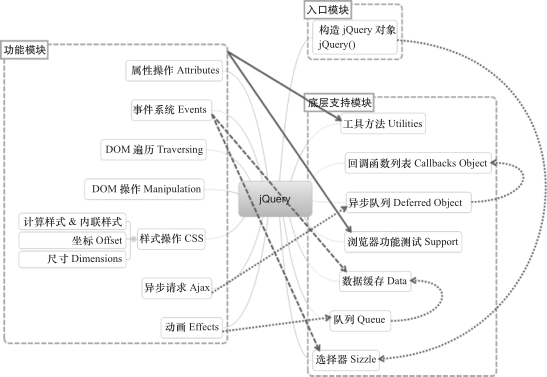 入口模块
构造 jQuery 对象
jQuery()
功能模块
属性操作 Attributes
事件系统 Events
DOM 遍历 Traversing
DOM 操作 Manipulation
计算样式 & 内联样式
坐标 Offset
尺寸 Dimensions
样式操作 CSS
异步请求 Ajax
动画 Effects
jQuery
底层支持模块
工具方法 Utilities
回调函数列表 Callbacks Object
异步队列 Deferred Object
浏览器功能测试 Support
数据缓存 Data
队列 Queue
选择器 Sizzle